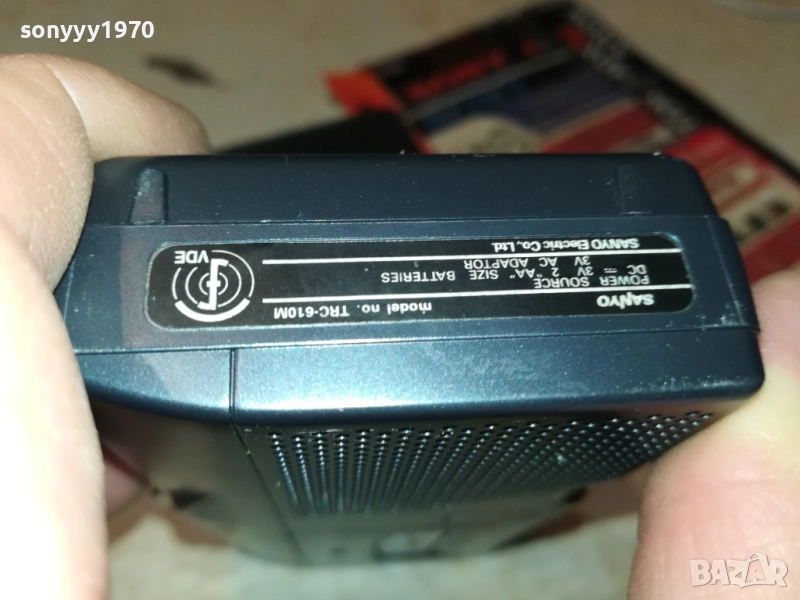 sonyyy1970
SANYO
model no. TRC-610M
POWER SOURCE
DC ⎓ 3V 2 "AA" SIZE BATTERIES
3V AC ADAPTOR
SANYO Electric Co., Ltd.
VDE
BAZAR